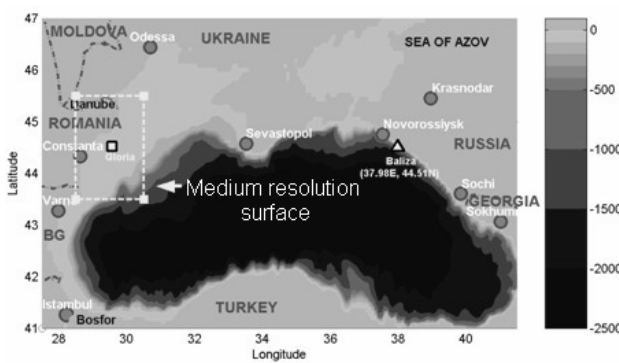 MOLDOVA
Odessa
UKRAINE
SEA OF AZOV
Krasnodar
Danube
ROMANIA
Sevastopol
Novorossiysk
Constanta
Gloria
RUSSIA
Baliza
(37.98E, 44.51N)
Medium resolution
surface
Sochi
GEORGIA
Sokhumi
Varna
BG
Istambul
Bosfor
TURKEY
Latitude
47
46
45
44
43
42
41
28
30
32
34
36
38
40
Longitude
0
-500
-1000
-1500
-2000
-2500